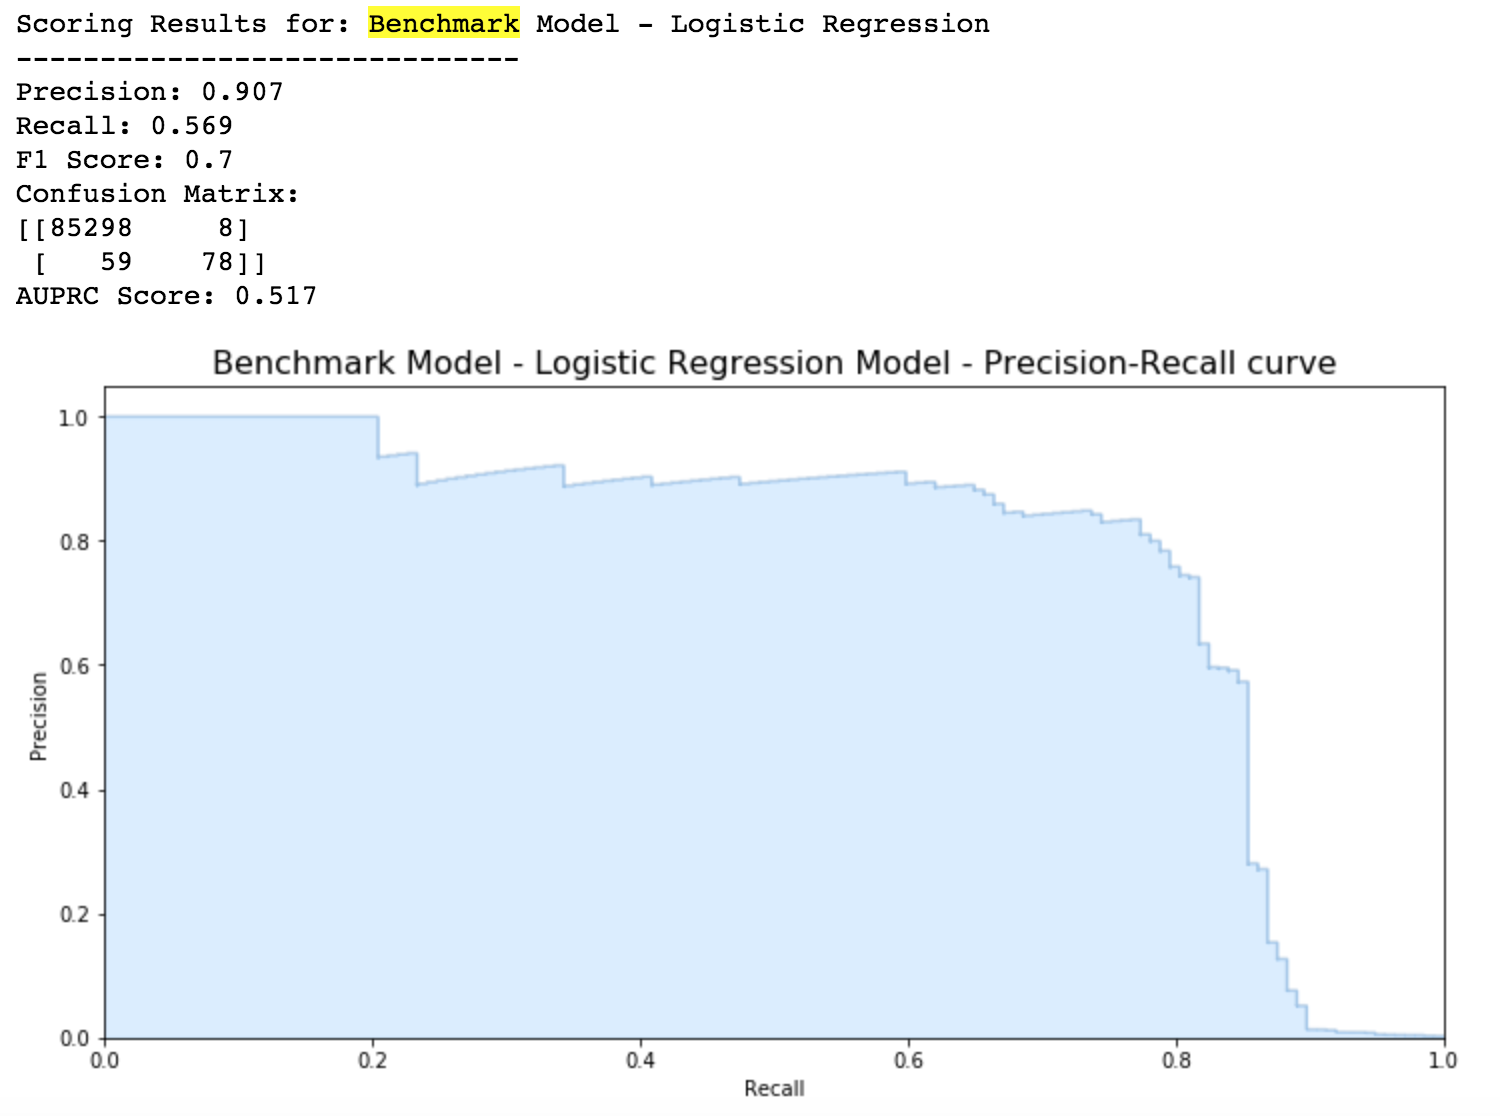 Scoring Results for: Benchmark Model - Logistic Regression
------------------------------
Precision: 0.907
Recall: 0.569
F1 Score: 0.7
Confusion Matrix:
[[85298     8]
 [   59    78]]
AUPRC Score: 0.517
Benchmark Model - Logistic Regression Model - Precision-Recall curve
1.0
0.8
0.6
0.4
0.2
0.0
Precision
0.0 0.2 0.4 0.6 0.8 1.0
Recall